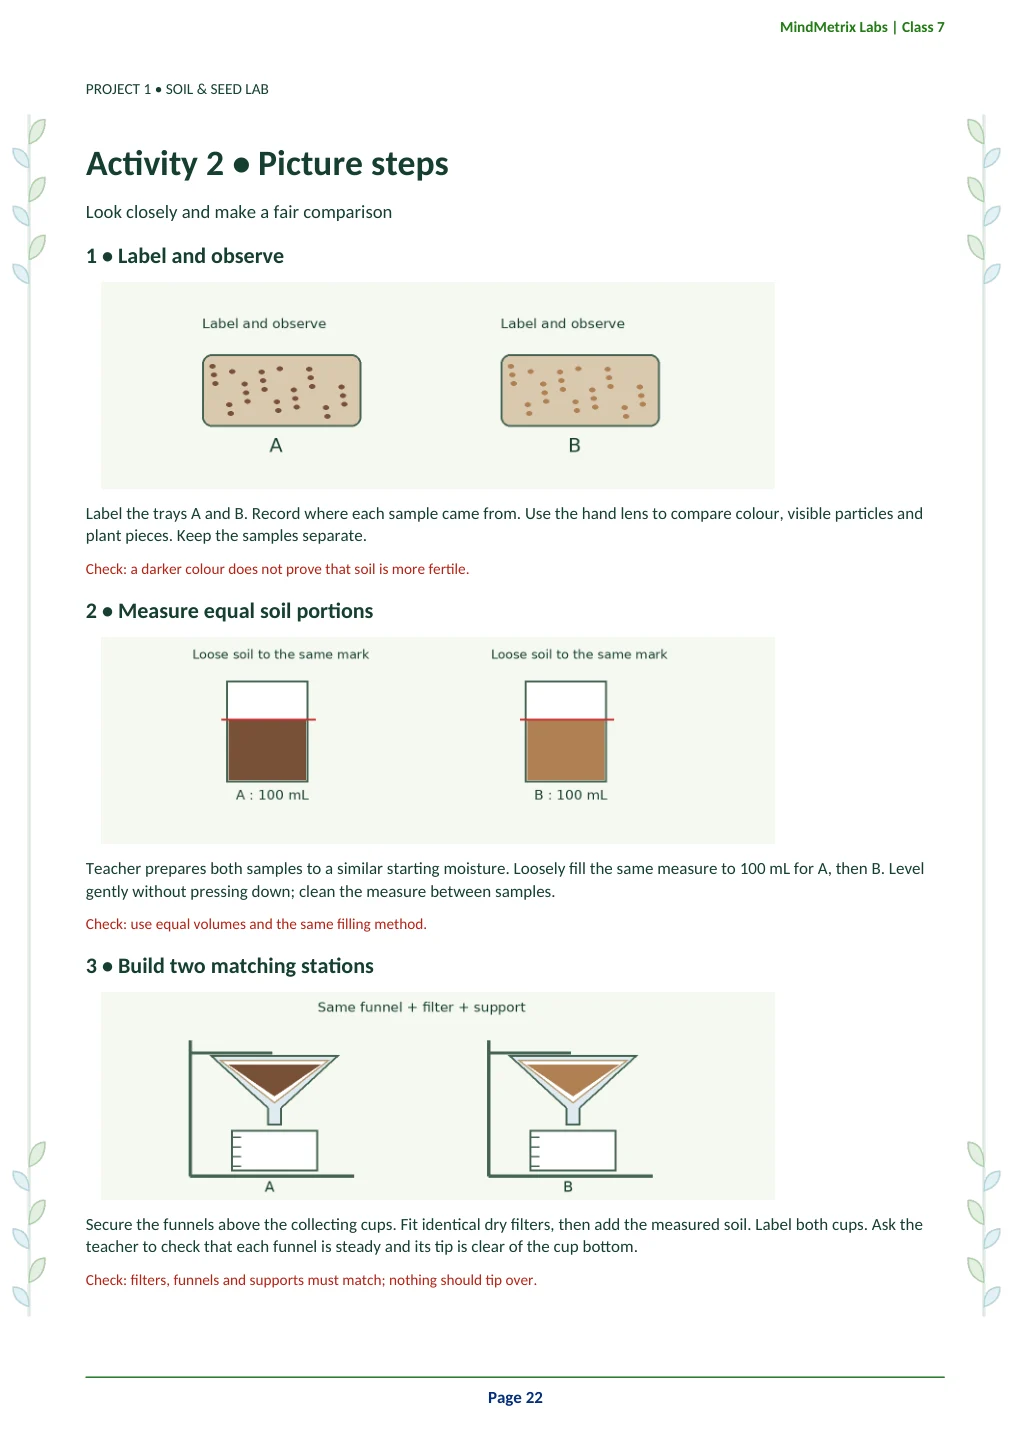 MindMetrix Labs | Class 7
PROJECT 1 ● SOIL & SEED LAB
Activity 2 ● Picture steps
Look closely and make a fair comparison
1 ● Label and observe
Label and observe
Label and observe
A
B
Label the trays A and B. Record where each sample came from. Use the hand lens to compare colour, visible particles and
plant pieces. Keep the samples separate.
Check: a darker colour does not prove that soil is more fertile.
2 ● Measure equal soil portions
Loose soil to the same mark
Loose soil to the same mark
A : 100 mL
B : 100 mL
Teacher prepares both samples to a similar starting moisture. Loosely fill the same measure to 100 mL for A, then B. Level
gently without pressing down; clean the measure between samples.
Check: use equal volumes and the same filling method.
3 ● Build two matching stations
Same funnel + filter + support
A
B
Secure the funnels above the collecting cups. Fit identical dry filters, then add the measured soil. Label both cups. Ask the
teacher to check that each funnel is steady and its tip is clear of the cup bottom.
Check: filters, funnels and supports must match; nothing should tip over.
Page 22